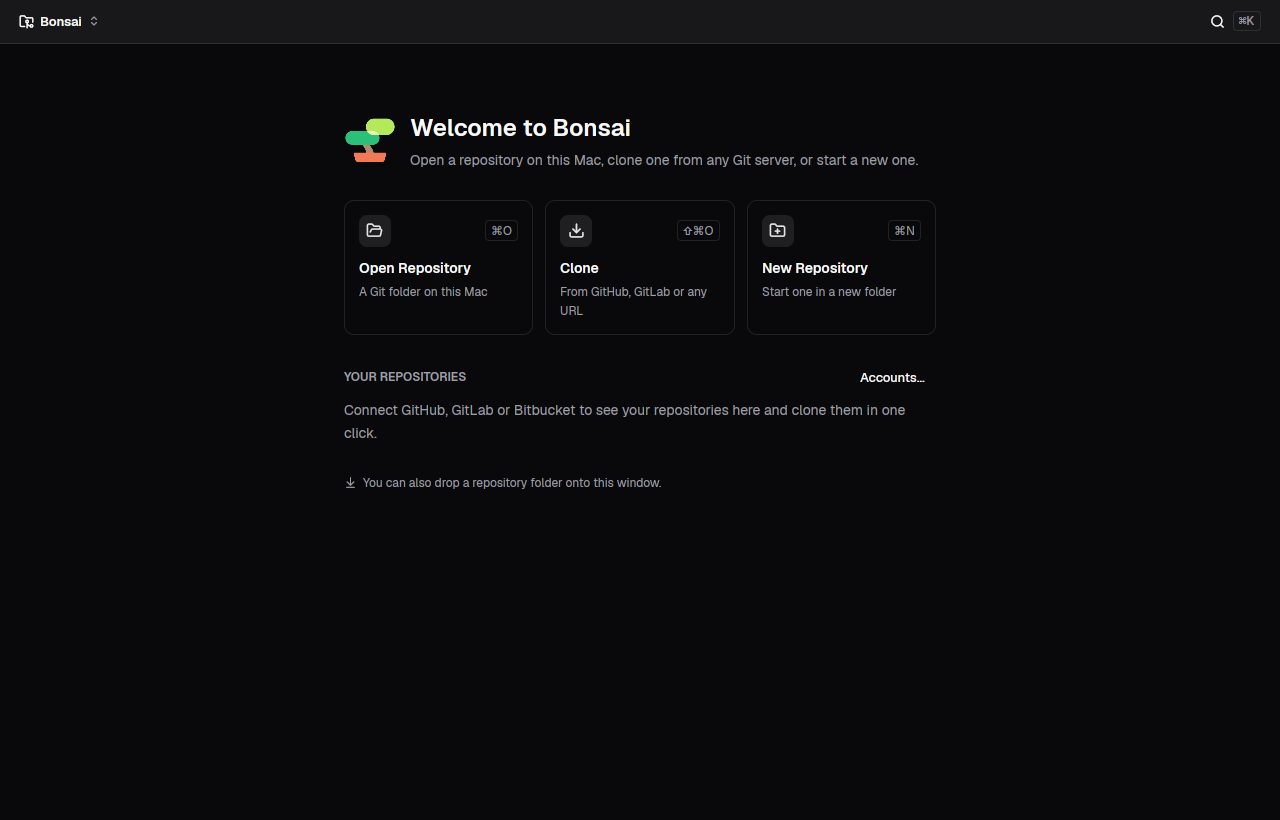 Bonsai
⌘K
Welcome to Bonsai
Open a repository on this Mac, clone one from any Git server, or start a new one.
⌘O
⇧⌘O
⌘N
Open Repository
Clone
New Repository
A Git folder on this Mac
From GitHub, GitLab or any
URL
Start one in a new folder
YOUR REPOSITORIES
Accounts…
Connect GitHub, GitLab or Bitbucket to see your repositories here and clone them in one
click.
You can also drop a repository folder onto this window.